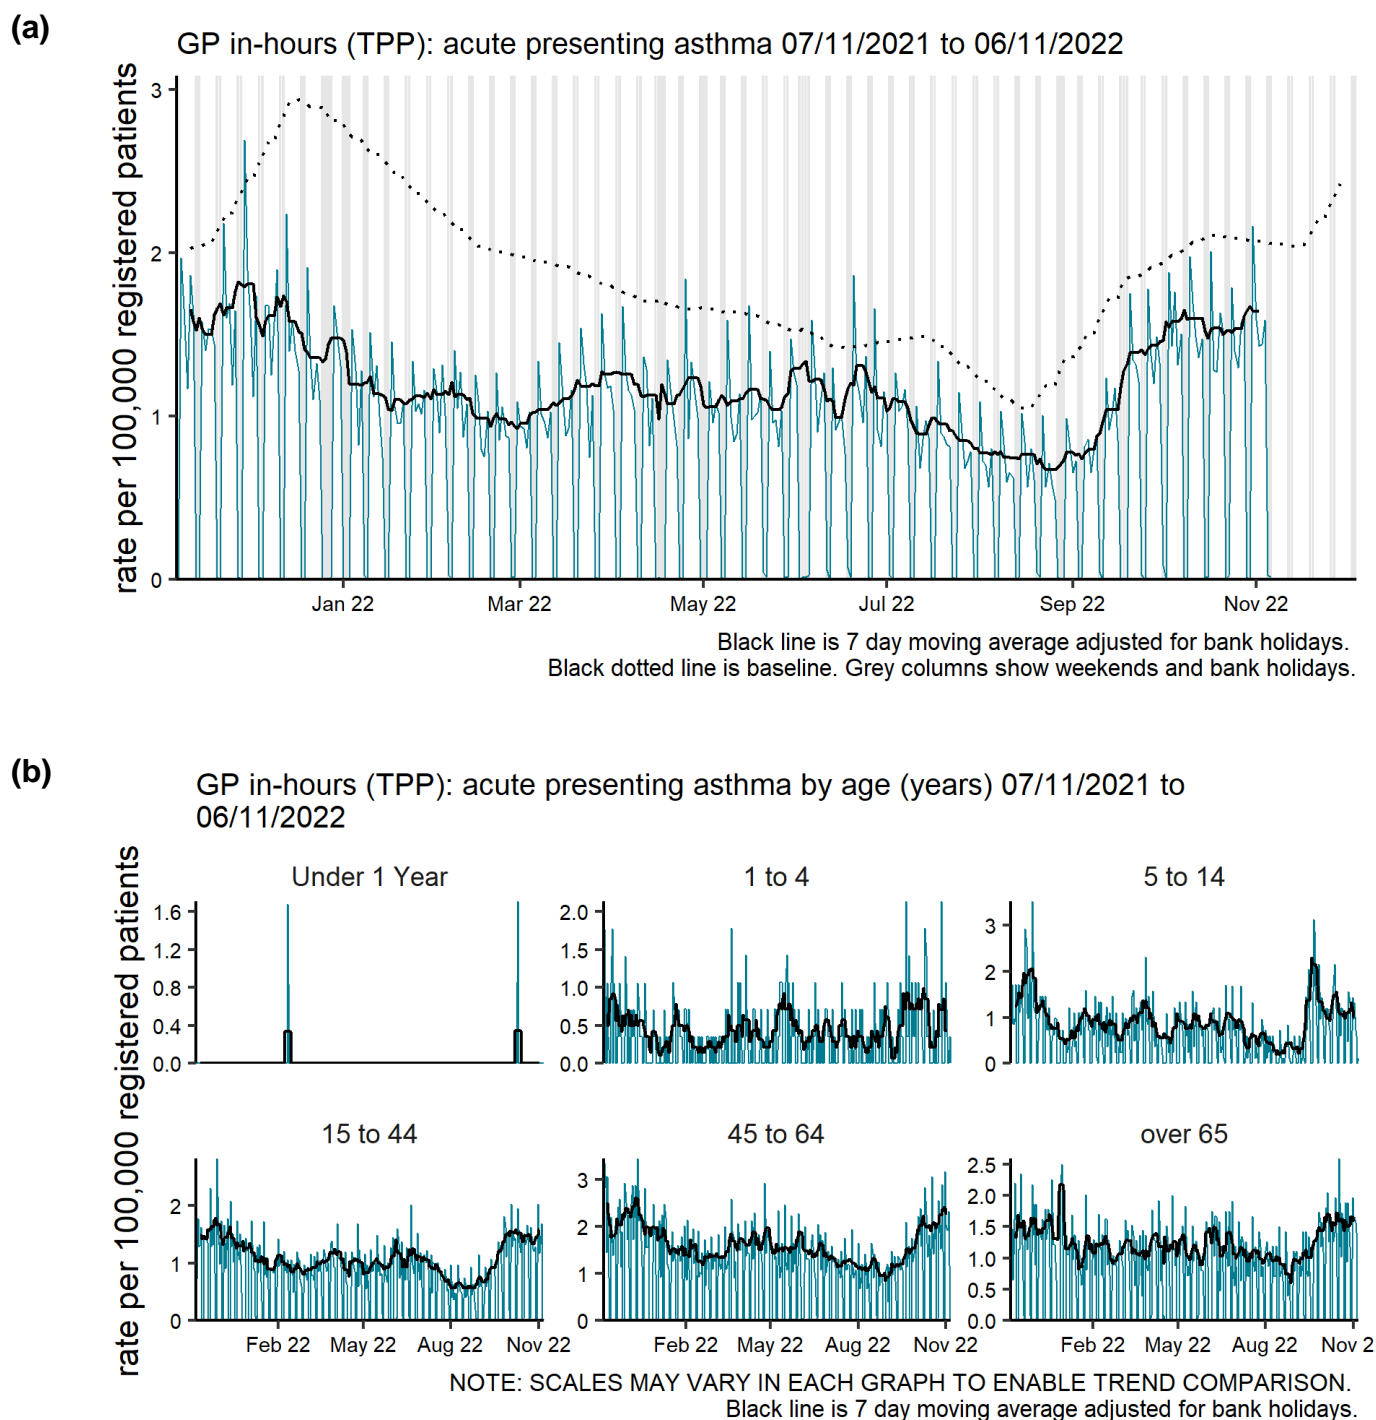 (a)
GP in-hours (TPP): acute presenting asthma 07/11/2021 to 06/11/2022
rate per 100,000 registered patients
3
2
1
0
Jan 22 Mar 22 May 22 Jul 22 Sep 22 Nov 22
Black line is 7 day moving average adjusted for bank holidays.
Black dotted line is baseline. Grey columns show weekends and bank holidays.
(b)
GP in-hours (TPP): acute presenting asthma by age (years) 07/11/2021 to
06/11/2022
rate per 100,000 registered patients
Under 1 Year
1.6
1.2
0.8
0.4
0.0
1 to 4
2.0
1.5
1.0
0.5
0.0
5 to 14
3
2
1
0
15 to 44
2
1
0
Feb 22 May 22 Aug 22 Nov 22
45 to 64
3
2
1
0
Feb 22 May 22 Aug 22 Nov 22
over 65
2.5
2.0
1.5
1.0
0.5
0.0
Feb 22 May 22 Aug 22 Nov 2
NOTE: SCALES MAY VARY IN EACH GRAPH TO ENABLE TREND COMPARISON.
Black line is 7 day moving average adjusted for bank holidays.